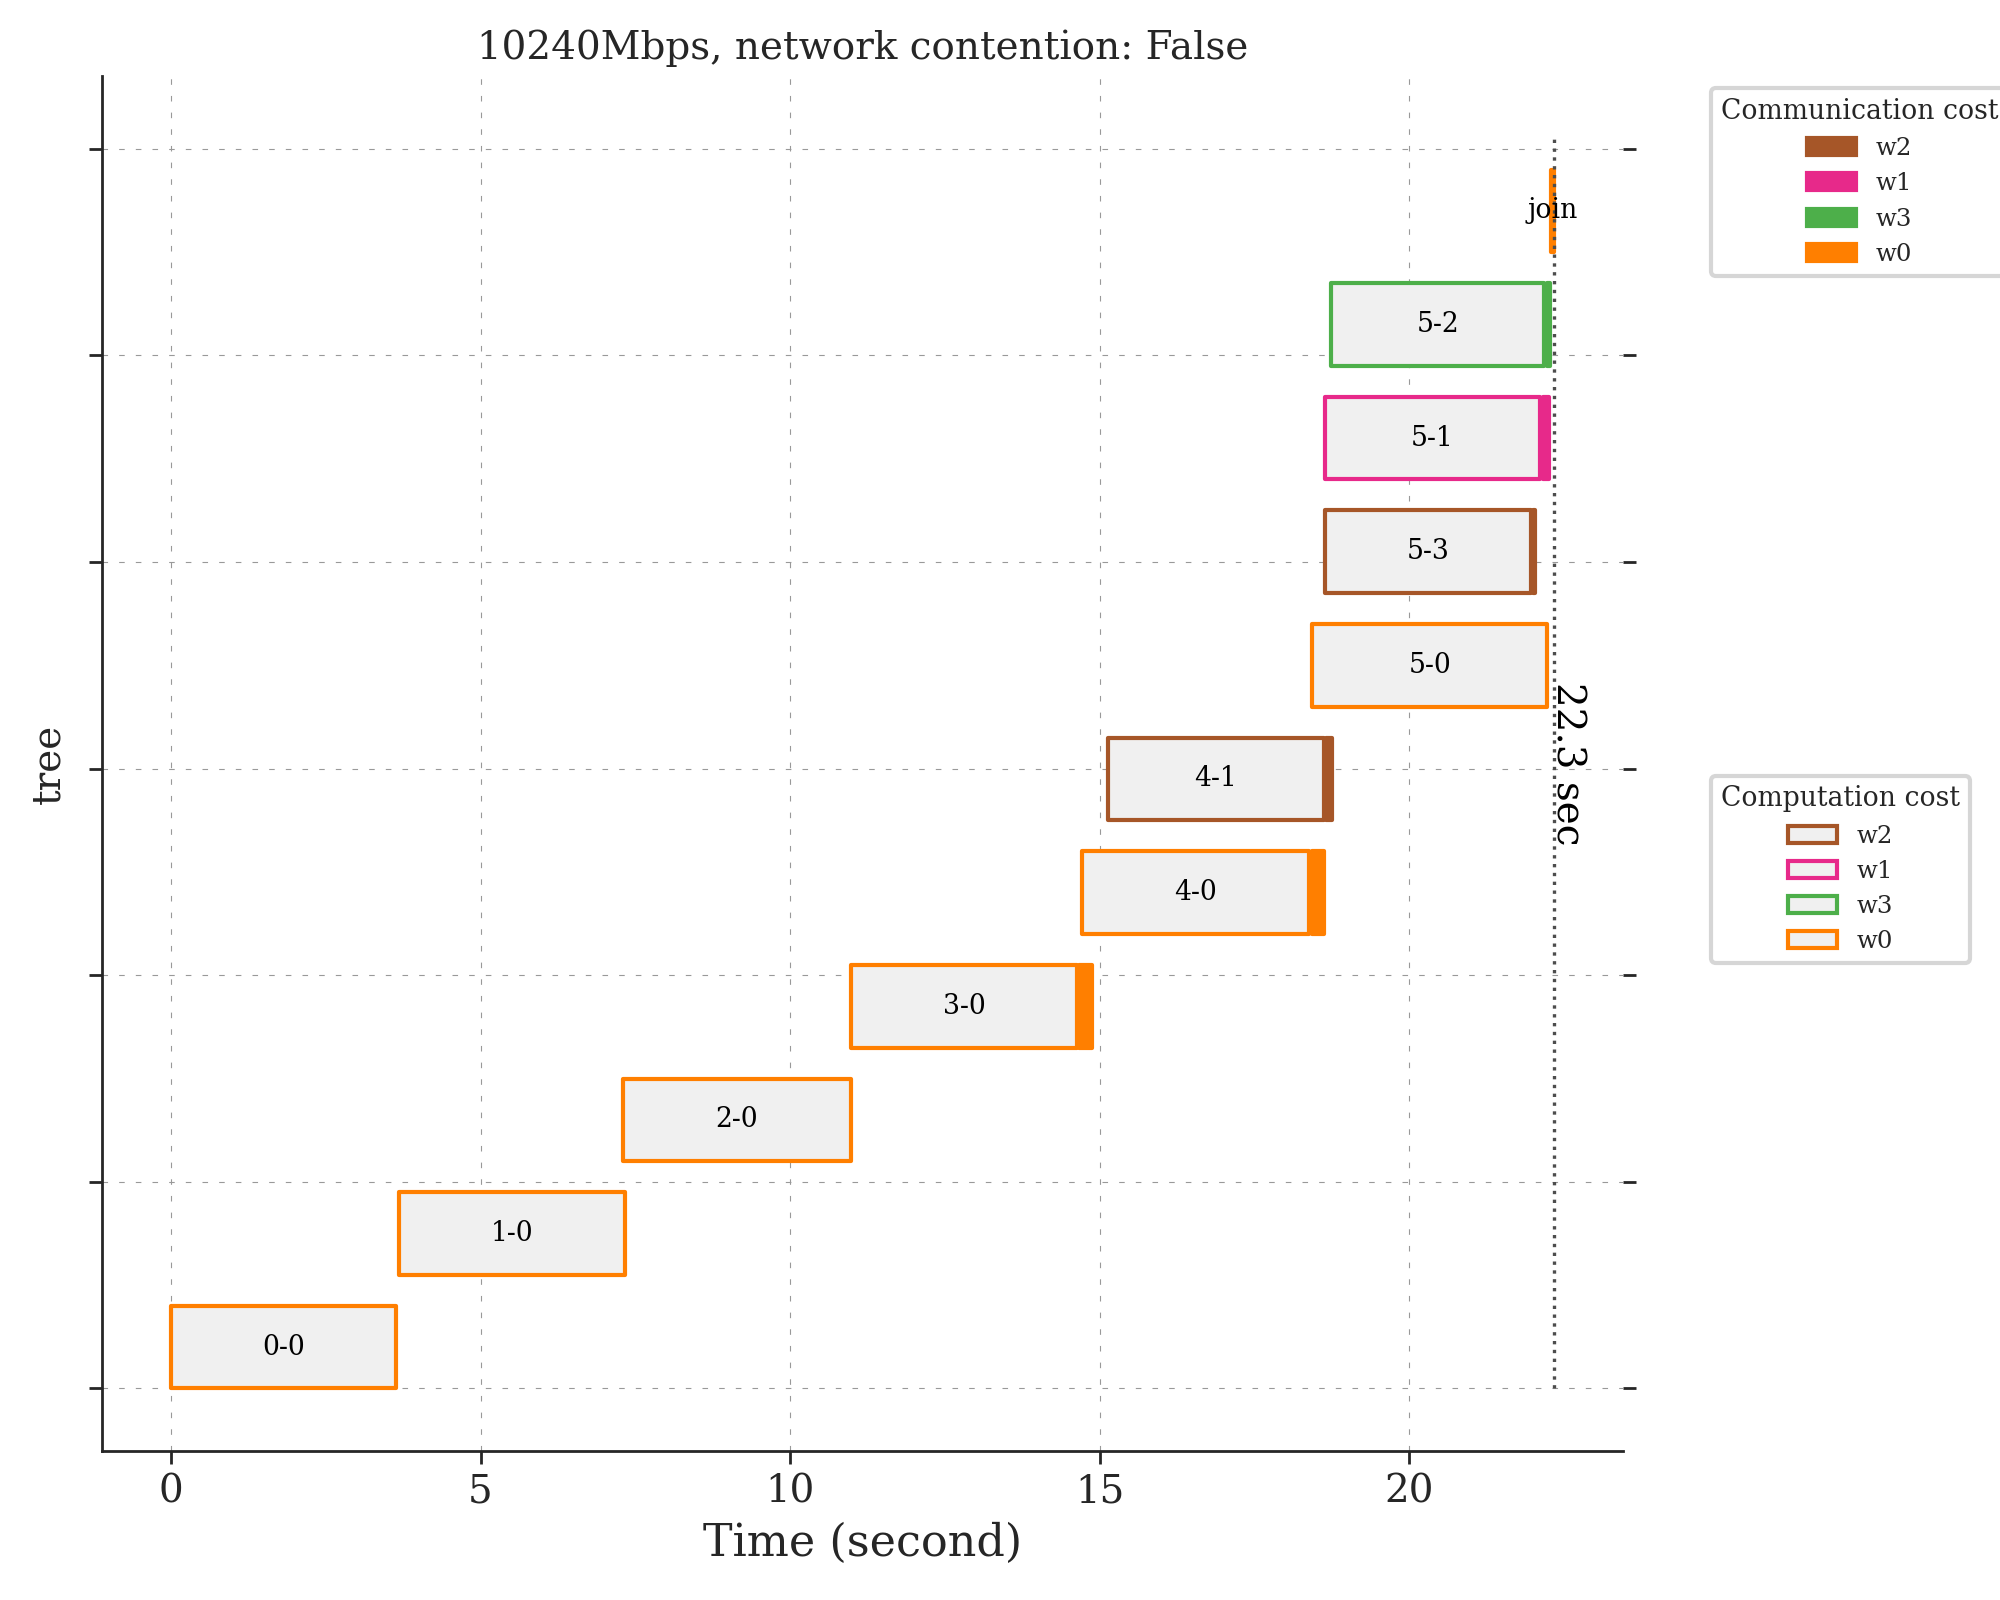 10240Mbps, network contention: False
Communication cost
w2
w1
w3
w0
join
5-2
5-1
5-3
5-0
22.3 sec
4-1
4-0
3-0
2-0
1-0
0-0
tree
Computation cost
w2
w1
w3
w0
0
5
10
15
20
Time (second)